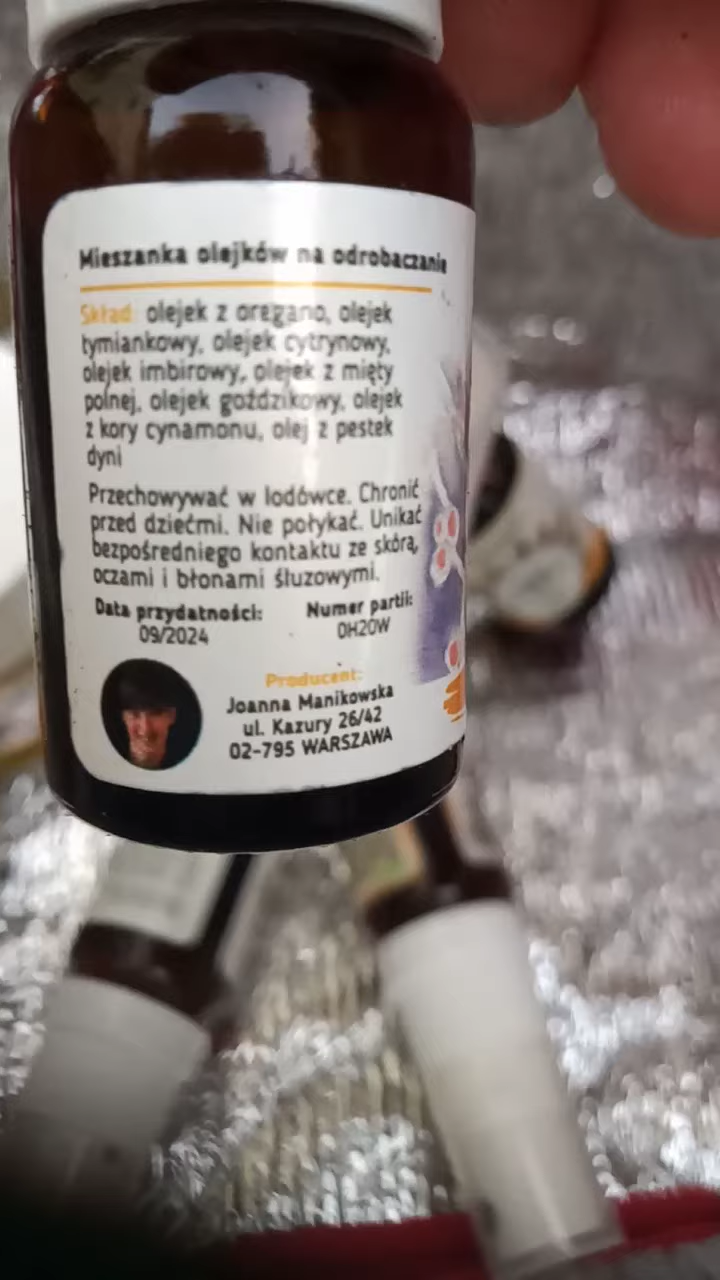 Mieszanka olejków na odrobaczanie
Skład: olejek z oregano, olejek
tymiankowy, olejek cytrynowy,
olejek imbirowy, olejek z mięty
polnej, olejek goździkowy, olejek
z kory cynamonu, olej z pestek
dyni
Przechowywać w lodówce. Chronić
przed dziećmi. Nie połykać. Unikać
bezpośredniego kontaktu ze skórą,
oczami i błonami śluzowymi.
Data przydatności: Numer partii:
09/2024 0H20W
Producent:
Joanna Manikowska
ul. Kazury 26/42
02-795 WARSZAWA